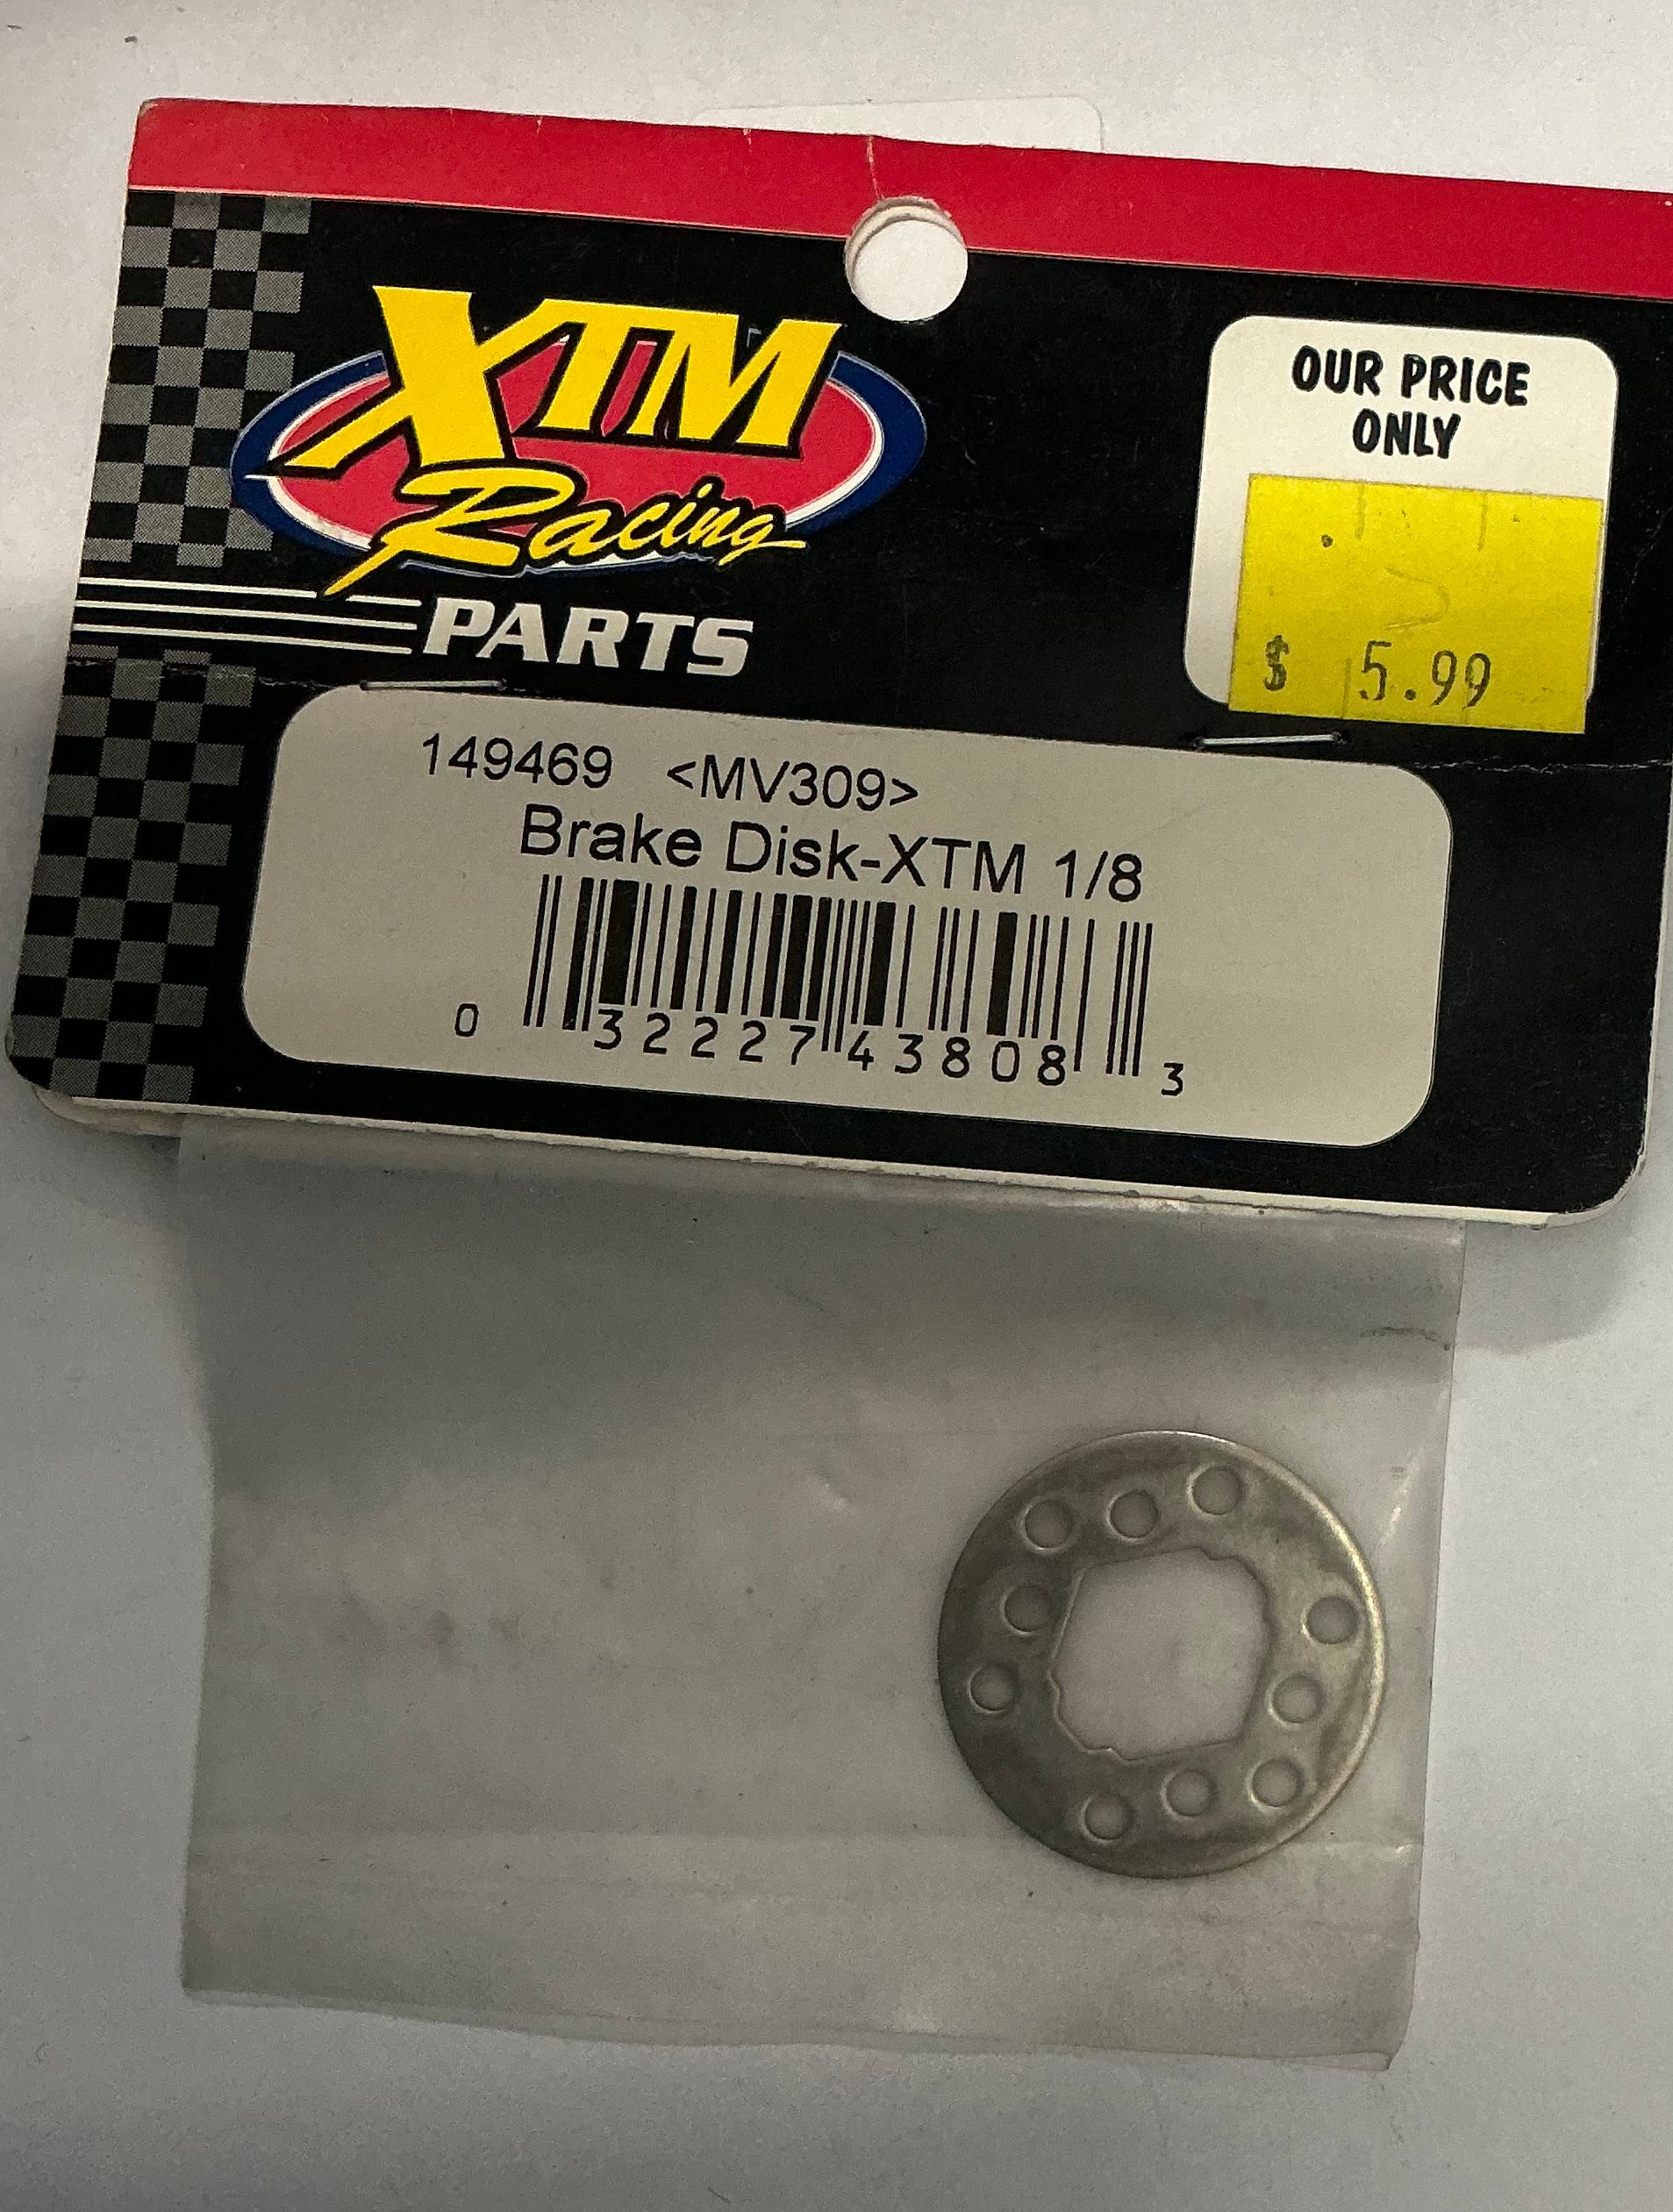 XTM
Racing
PARTS
OUR PRICE
ONLY
$ 5.99
149469 <MV309>
Brake Disk-XTM 1/8
0 32227 43808 3